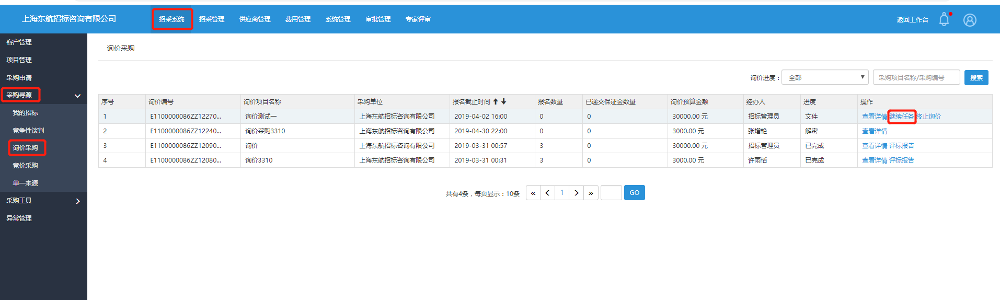 上海东航招标咨询有限公司 招采系统 招采管理 供应商管理 费用管理 系统管理 审批管理 专家评审 返回工作台
客户管理
项目管理
采购申请
采购寻源
我的招标
竞争性谈判
询价采购
竞价采购
单一来源
采购工具
异常管理
询价采购
询价进度： 全部 采购项目名称/采购编号 搜索
序号 询价编号 询价项目名称 采购单位 报名截止时间 报名数量 已递交保证金数量 询价预算金额 经办人 进度 操作
1 E1100000086ZZ12270... 询价测试一 上海东航招标咨询有限公司 2019-04-02 16:00 0 0 30000.00 元 招标管理员 文件 查看详情 继续任务 终止询价
2 E1100000086ZZ12240... 询价采购3310 上海东航招标咨询有限公司 2019-04-30 22:00 0 0 3000.00 元 张增艳 解密 查看详情
3 E1100000086ZZ12090... 询价 上海东航招标咨询有限公司 2019-03-31 00:57 3 0 30000.00 元 招标管理员 已完成 查看详情 评标报告
4 E1100000086ZZ12080... 询价3310 上海东航招标咨询有限公司 2019-03-31 00:31 3 0 3000.00 元 许雨恬 已完成 查看详情 评标报告
共有4条，每页显示：10条 « < 1 > » GO